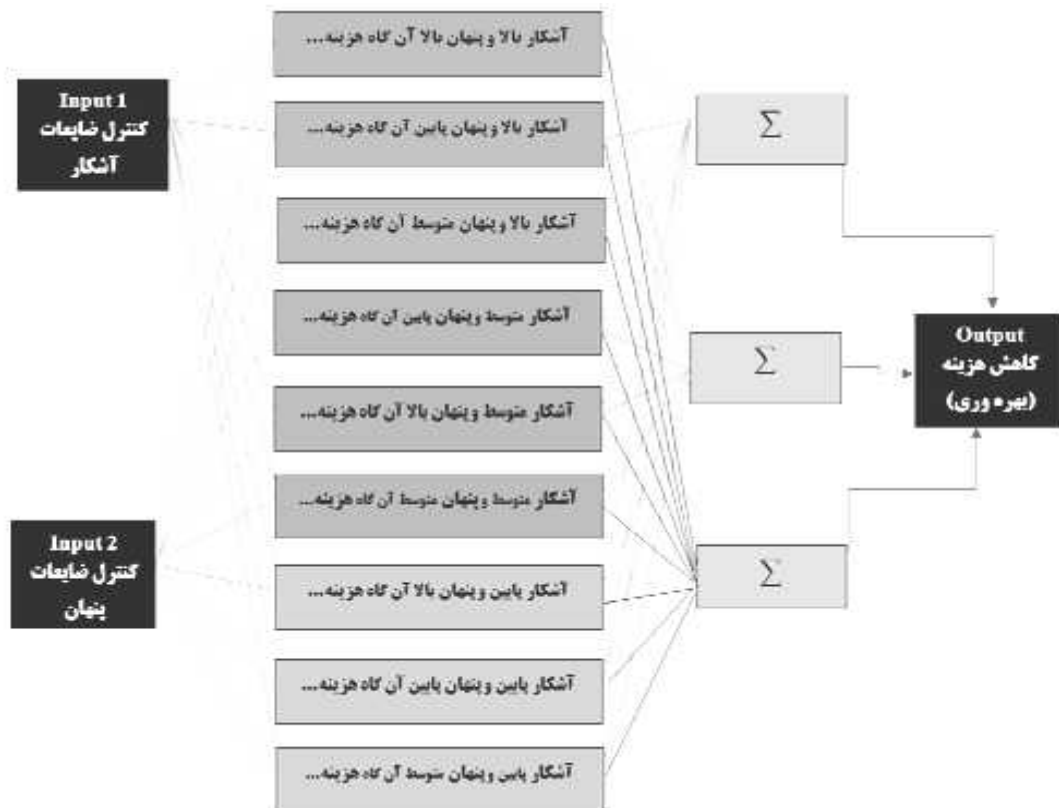 Input 1
کنترل ضایعات
آشکار
Input 2
کنترل ضایعات
پنهان
آشکار بالا و پنهان بالا آن گاه هزینه...
آشکار بالا و پنهان پایین آن گاه هزینه...
آشکار بالا و پنهان متوسط آن گاه هزینه...
آشکار متوسط و پنهان پایین آن گاه هزینه...
آشکار متوسط و پنهان بالا آن گاه هزینه...
آشکار متوسط و پنهان متوسط آن گاه هزینه...
آشکار پایین و پنهان بالا آن گاه هزینه...
آشکار پایین و پنهان پایین آن گاه هزینه...
آشکار پایین و پنهان متوسط آن گاه هزینه...
∑
∑
∑
Output
کاهش هزینه
(بهره وری)